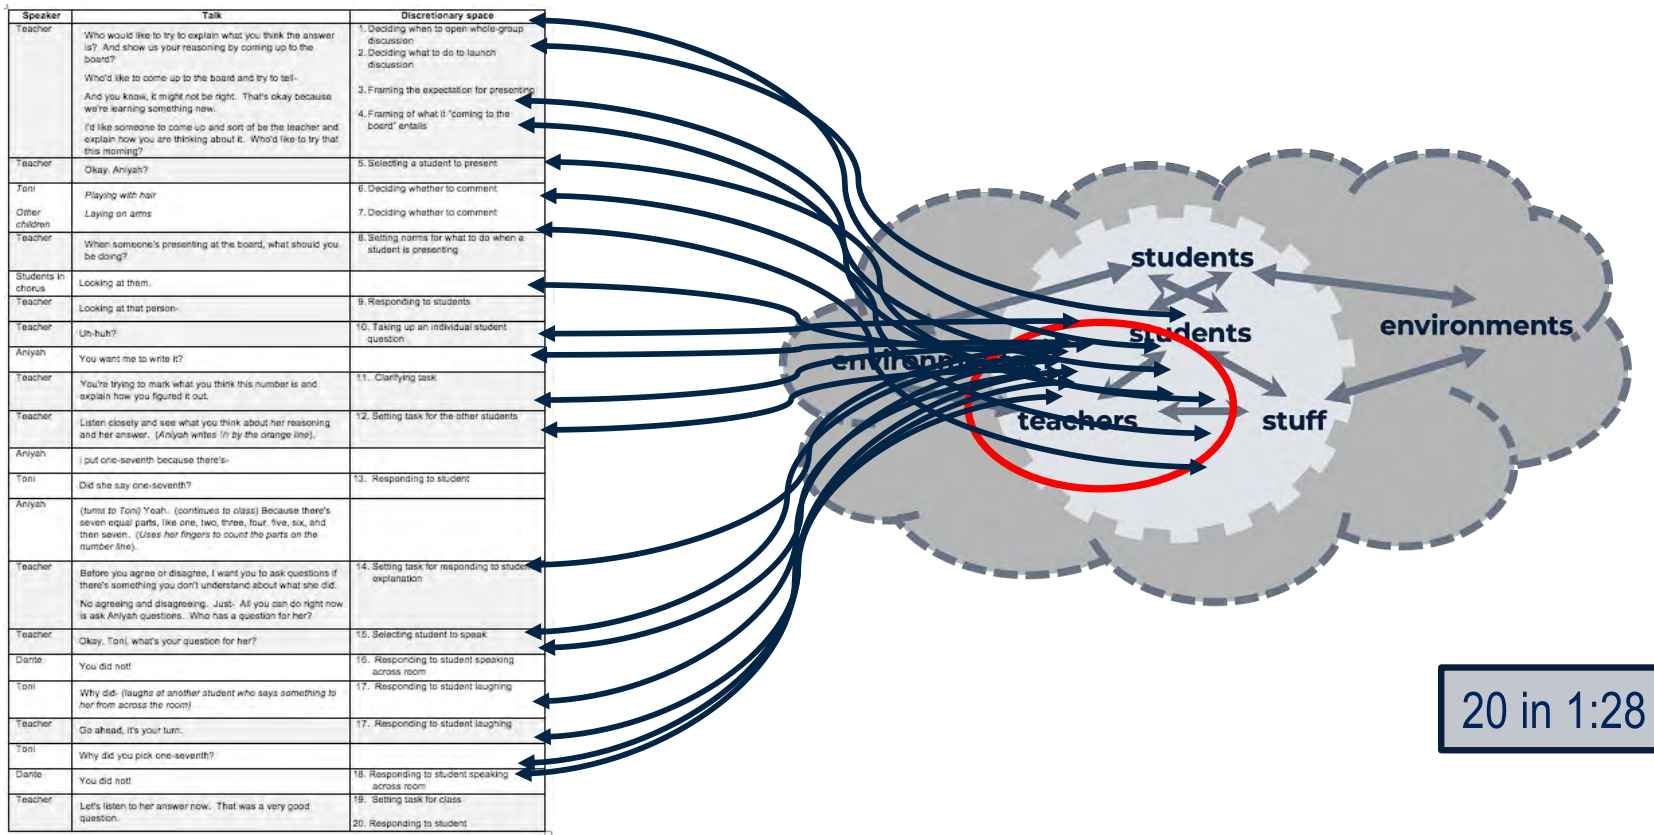 Speaker Talk Discretionary space
Teacher
Who would like to try to explain what you think the answer
is? And show us your reasoning by coming up to the
board?
Who'd like to come up to the board and try to tell-
And you know, it might not be right. That's okay because
we're learning something new.
I'd like someone to come up and sort of be the teacher and
explain how you are thinking about it. Who'd like to try that
this morning?
1. Deciding when to open whole-group
discussion
2. Deciding what to do to launch
discussion
3. Framing the expectation for presenting
4. Framing of what it "coming to the
board" entails
Teacher
Okay. Aniyah?
5. Selecting a student to present
Toni
Playing with hair
6. Deciding whether to comment
Other
children
Laying on arms
7. Deciding whether to comment
Teacher
When someone's presenting at the board, what should you
be doing?
8. Setting norms for what to do when a
student is presenting
Students in
chorus
Looking at them.
Teacher
Looking at that person-
9. Responding to students
Teacher
Uh-huh?
10. Taking up an individual student
question
Aniyah
You want me to write it?
Teacher
You're trying to mark what you think this number is and
explain how you figured it out.
11. Clarifying task
Teacher
Listen closely and see what you think about her reasoning
and her answer. (Aniyah writes 1/7 by the orange line).
12. Setting task for the other students
Aniyah
I put one-seventh because there's-
Toni
Did she say one-seventh?
13. Responding to student
Aniyah
(turns to Toni) Yeah. (continues to class) Because there's
seven equal parts, like one, two, three, four, five, six, and
then seven. (Uses her fingers to count the parts on the
number line).
Teacher
Before you agree or disagree, I want you to ask questions if
there's something you don't understand about what she did.
No agreeing and disagreeing. Just- All you can do right now
is ask Aniyah questions. Who has a question for her?
14. Setting task for responding to student
explanation
Teacher
Okay, Toni, what's your question for her?
15. Selecting student to speak
Dante
You did not!
16. Responding to student speaking
across room
Toni
Why did- (laughs at another student who says something to
her from across the room)
17. Responding to student laughing
Teacher
Go ahead, it's your turn.
17. Responding to student laughing
Toni
Why did you pick one-seventh?
Dante
You did not!
18. Responding to student speaking
across room
Teacher
Let's listen to her answer now. That was a very good
question.
19. Setting task for class
20. Responding to student
students
students
environments
environments
teachers
stuff
20 in 1:28